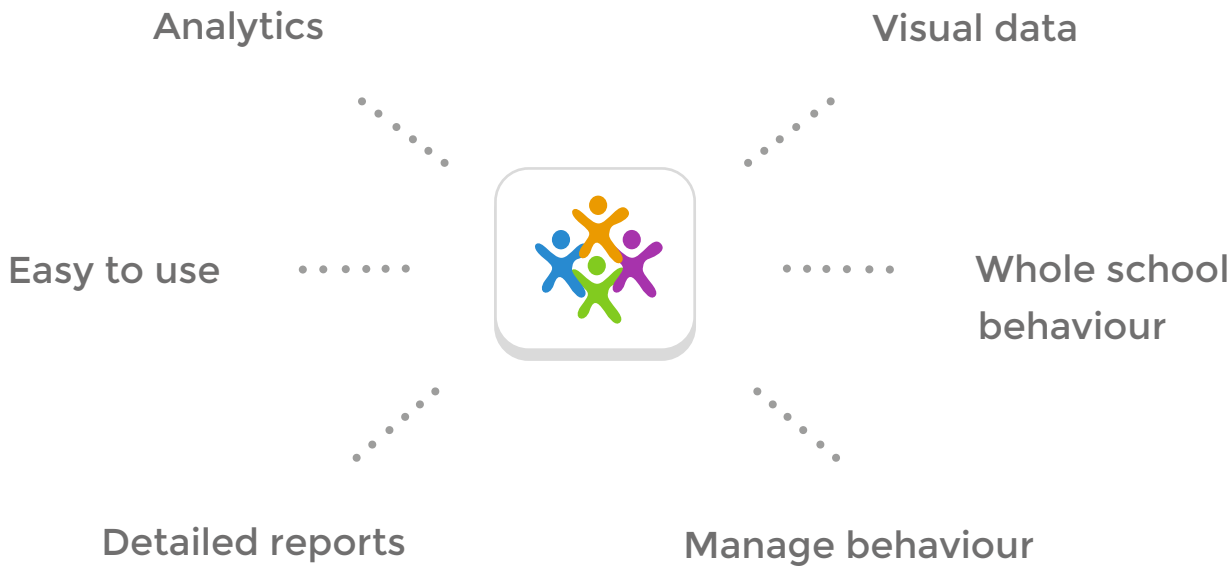 Analytics
Visual data
Easy to use
Whole school
behaviour
Detailed reports
Manage behaviour